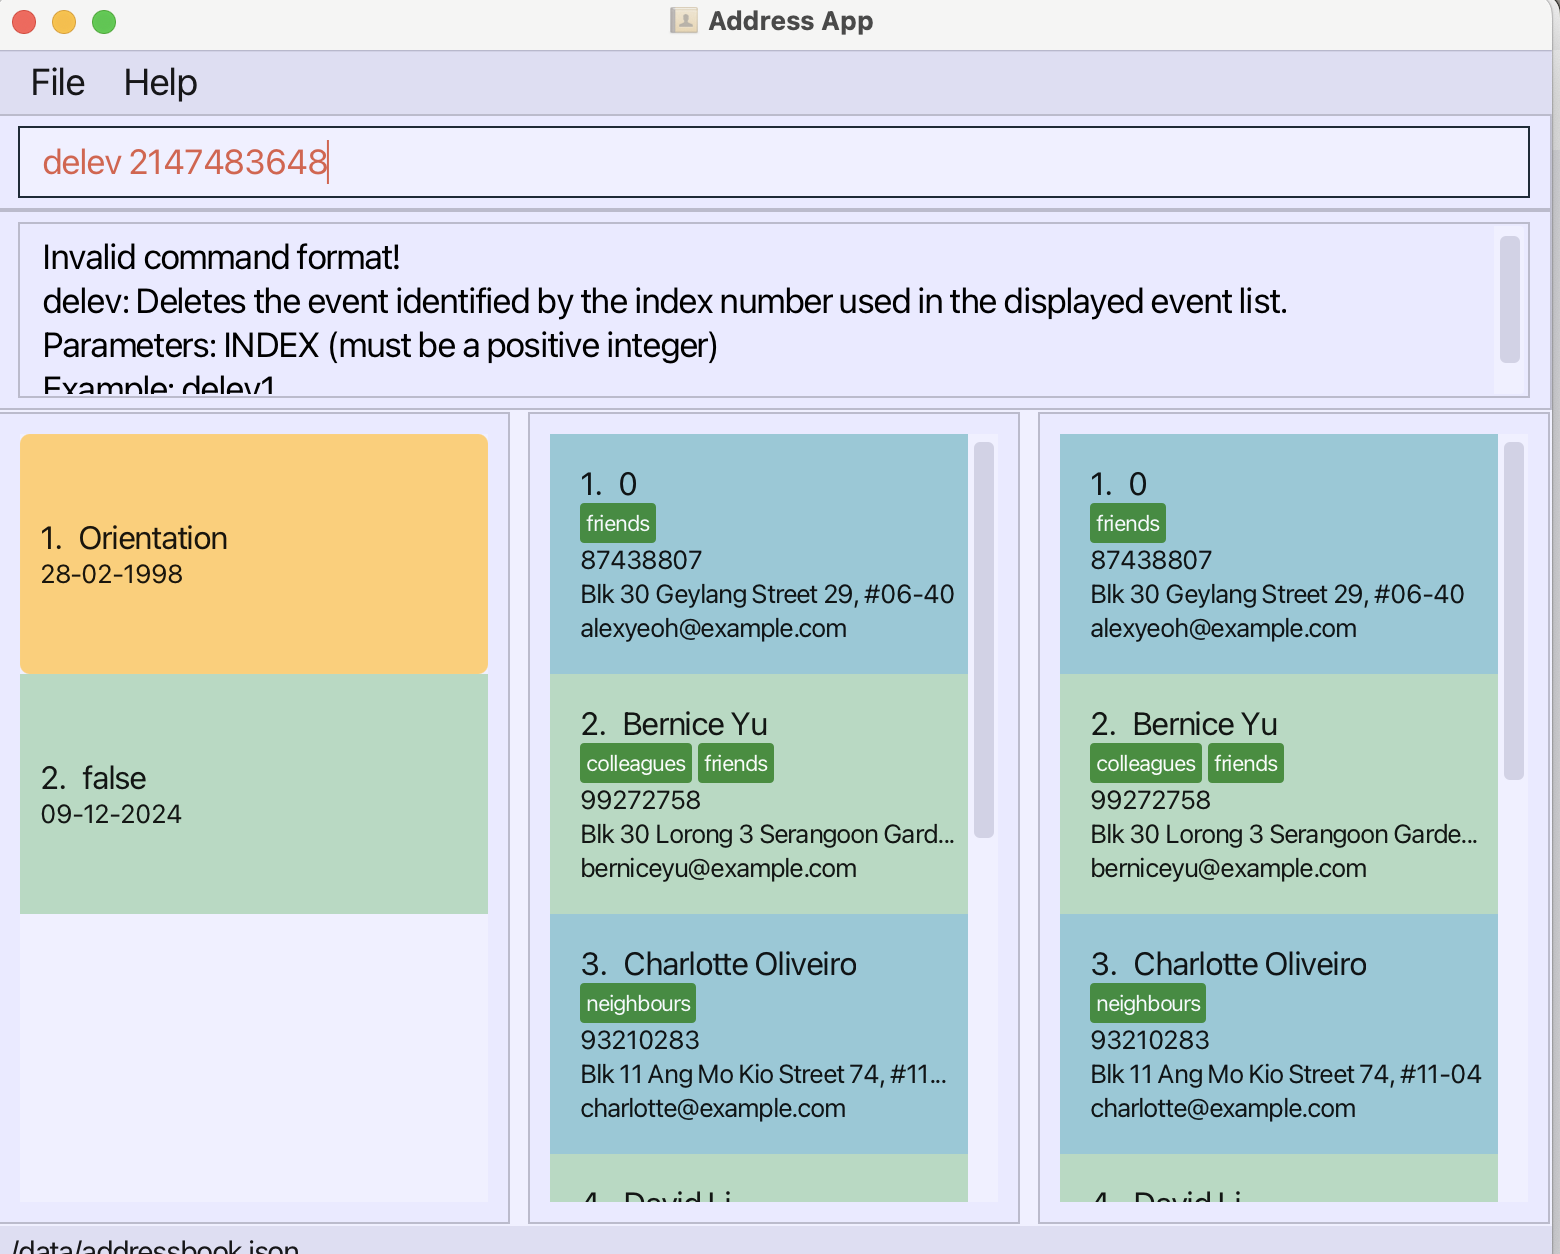 Address App
File Help
delev 2147483648
Invalid command format!
delev: Deletes the event identified by the index number used in the displayed event list.
Parameters: INDEX (must be a positive integer)
Example: delev1
1. Orientation
28-02-1998
2. false
09-12-2024
1. 0
friends
87438807
Blk 30 Geylang Street 29, #06-40
alexyeoh@example.com
2. Bernice Yu
colleagues friends
99272758
Blk 30 Lorong 3 Serangoon Gard...
berniceyu@example.com
3. Charlotte Oliveiro
neighbours
93210283
Blk 11 Ang Mo Kio Street 74, #11...
charlotte@example.com
4. David Li
1. 0
friends
87438807
Blk 30 Geylang Street 29, #06-40
alexyeoh@example.com
2. Bernice Yu
colleagues friends
99272758
Blk 30 Lorong 3 Serangoon Garde...
berniceyu@example.com
3. Charlotte Oliveiro
neighbours
93210283
Blk 11 Ang Mo Kio Street 74, #11-04
charlotte@example.com
4. David Li
/data/addressbook.json